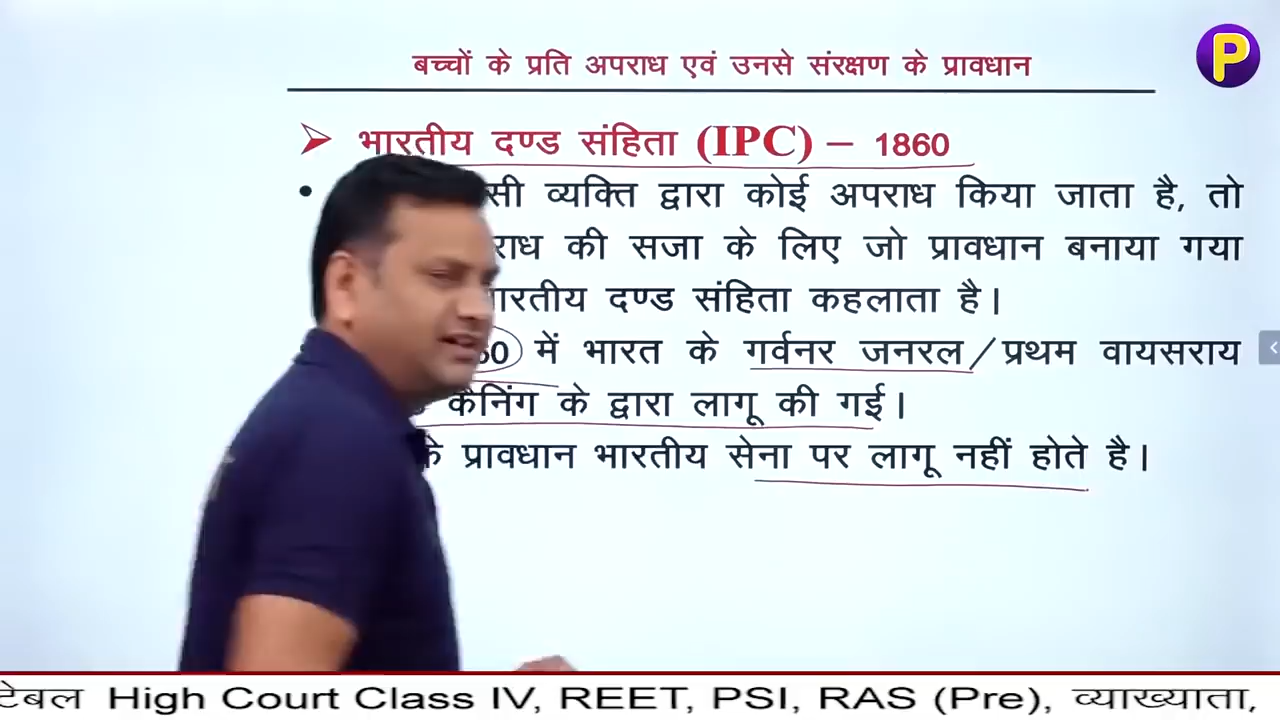 P
बच्चों के प्रति अपराध एवं उनसे संरक्षण के प्रावधान
भारतीय दण्ड संहिता (IPC) – 1860
व्यक्ति द्वारा कोई अपराध किया जाता है, तो
की सजा के लिए जो प्रावधान बनाया गया
दण्ड संहिता कहलाता है।
में भारत के गर्वनर जनरल/प्रथम वायसराय
कैनिंग के द्वारा लागू की गई।
के प्रावधान भारतीय सेना पर लागू नहीं होते है।
High Court Class IV, REET, PSI, RAS (Pre), व्याख्याता,